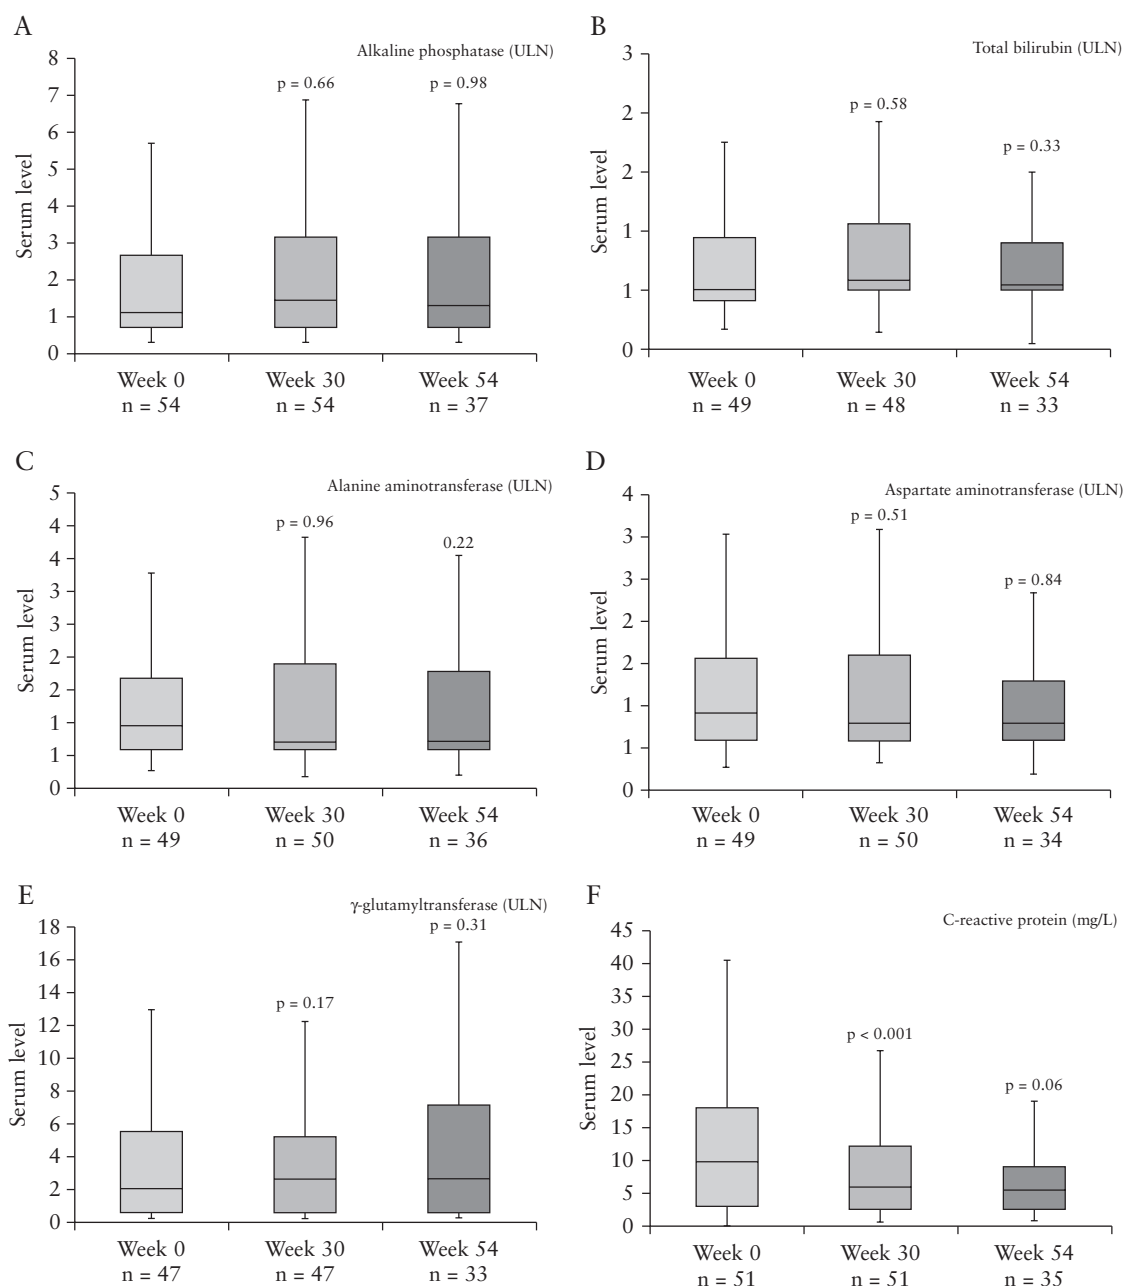 A
Alkaline phosphatase (ULN)
8
7
6
5
4
3
2
1
0
Serum level
p = 0.66
p = 0.98
Week 0
Week 30
Week 54
n = 54
n = 54
n = 37
B
Total bilirubin (ULN)
3
2
2
1
1
0
Serum level
p = 0.58
p = 0.33
Week 0
Week 30
Week 54
n = 49
n = 48
n = 33
C
Alanine aminotransferase (ULN)
5
4
4
3
3
2
2
1
1
0
Serum level
p = 0.96
0.22
Week 0
Week 30
Week 54
n = 49
n = 50
n = 36
D
Aspartate aminotransferase (ULN)
4
3
3
2
2
1
1
0
Serum level
p = 0.51
p = 0.84
Week 0
Week 30
Week 54
n = 49
n = 50
n = 34
E
γ-glutamyltransferase (ULN)
18
16
14
12
10
8
6
4
2
0
Serum level
p = 0.17
p = 0.31
Week 0
Week 30
Week 54
n = 47
n = 47
n = 33
F
C-reactive protein (mg/L)
45
40
35
30
25
20
15
10
5
0
Serum level
p < 0.001
p = 0.06
Week 0
Week 30
Week 54
n = 51
n = 51
n = 35